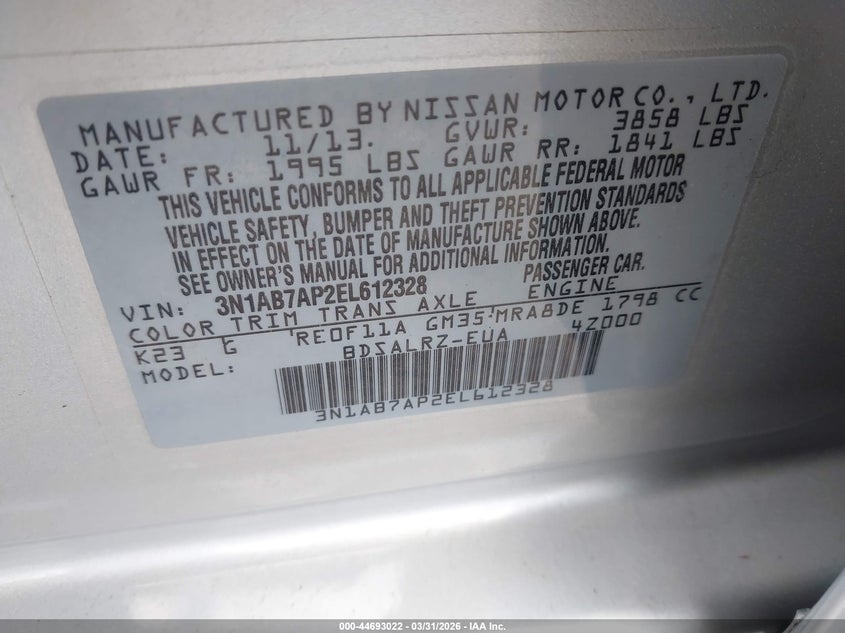 MANUFACTURED BY NISSAN MOTOR CO., LTD.
DATE: 11/13. GVWR: 3858 LBS
GAWR FR: 1995 LBS GAWR RR: 1841 LBS
THIS VEHICLE CONFORMS TO ALL APPLICABLE FEDERAL MOTOR
VEHICLE SAFETY, BUMPER AND THEFT PREVENTION STANDARDS
IN EFFECT ON THE DATE OF MANUFACTURE SHOWN ABOVE.
SEE OWNER'S MANUAL FOR ADDITIONAL INFORMATION.
VIN: 3N1AB7AP2EL612328 PASSENGER CAR.
COLOR TRIM TRANS AXLE ENGINE
K23 G RE0F11A GM35 MRA8DE 1798 CC
MODEL: BDSALRZ-EUA 4Z000
3N1AB7AP2EL612328
000-44693022 - 03/31/2026 - IAA Inc.